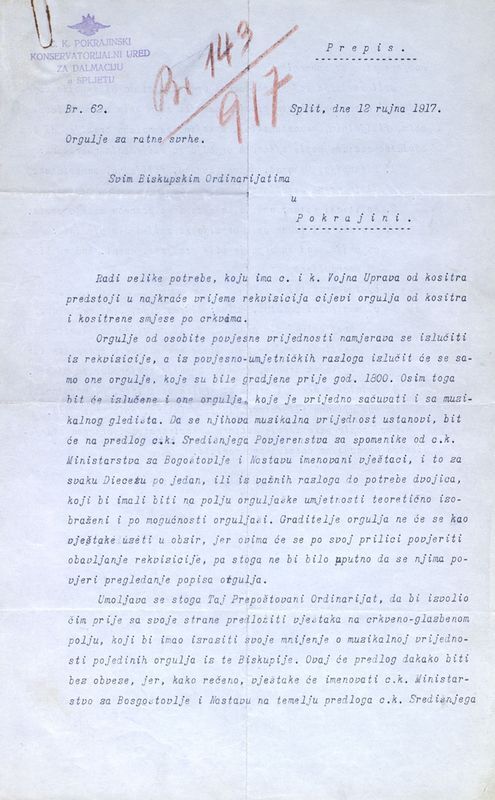 C. K. POKRAJINSKI
KONSERVATORIJALNI URED
ZA DALMACIJU
u SPLJETU
Prepis.
Br 143/917
Br. 62.
Split, dne 12 rujna 1917.
Orgulje za ratne svrhe.
Svim Biskupskim Ordinarijatima
u
Pokrajini.
Radi velike potrebe, koju ima c. i k. Vojna Uprava od kositra
predstoji u najkraće vrijeme rekvizicija cijevi orgulja od kositra
i kositrene smjese po crkvama.
Orgulje od osobite povjesne vrijednosti namjerava se izlučiti
iz rekvizicije, a iz povjesno-umjetničkih razloga izlučit će se sa-
mo one orgulje, koje su bile gradjene prije god. 1800. Osim toga
bit će izlučene i one orgulje, koje je vrijedno sačuvati i sa muzi-
kalnog gledišta. Da se njihova muzikalna vrijednost ustanovi, bit
će na predlog c.k. Središnjega Povjerenstva za spomenike od c.k.
Ministarstva za Bogoštovlje i Nastavu imenovani vještaci, i to za
svaku Diecezu po jedan, ili iz važnih razloga do potrebe dvojica,
koji bi imali biti na polju orguljaške umjetnosti teoretično izo-
braženi i po mogućnosti orguljaši. Graditelje orgulja ne će se kao
vještake uzeti u obzir, jer ovima će se po svoj prilici povjeriti
obavljanje rekvizicije, pa stoga ne bi bilo uputno da se njima po-
vjeri pregledanje popisa orgulja.
Umoljava se stoga Taj Prepoštovani Ordinarijat, da bi izvolio
čim prije sa svoje strane predložiti vještaka na crkveno-glazbenom
polju, koji bi imao izraziti svoje mnijenje o muzikalnoj vrijedno-
sti pojedinih orgulja iz te Biskupije. Ovaj će predlog dakako biti
bez obveze, jer, kako rečeno, vještake će imenovati c.k. Ministar-
stvo za Bosgoštovlje i Nastavu na temelju predloga c.k. Središnjega